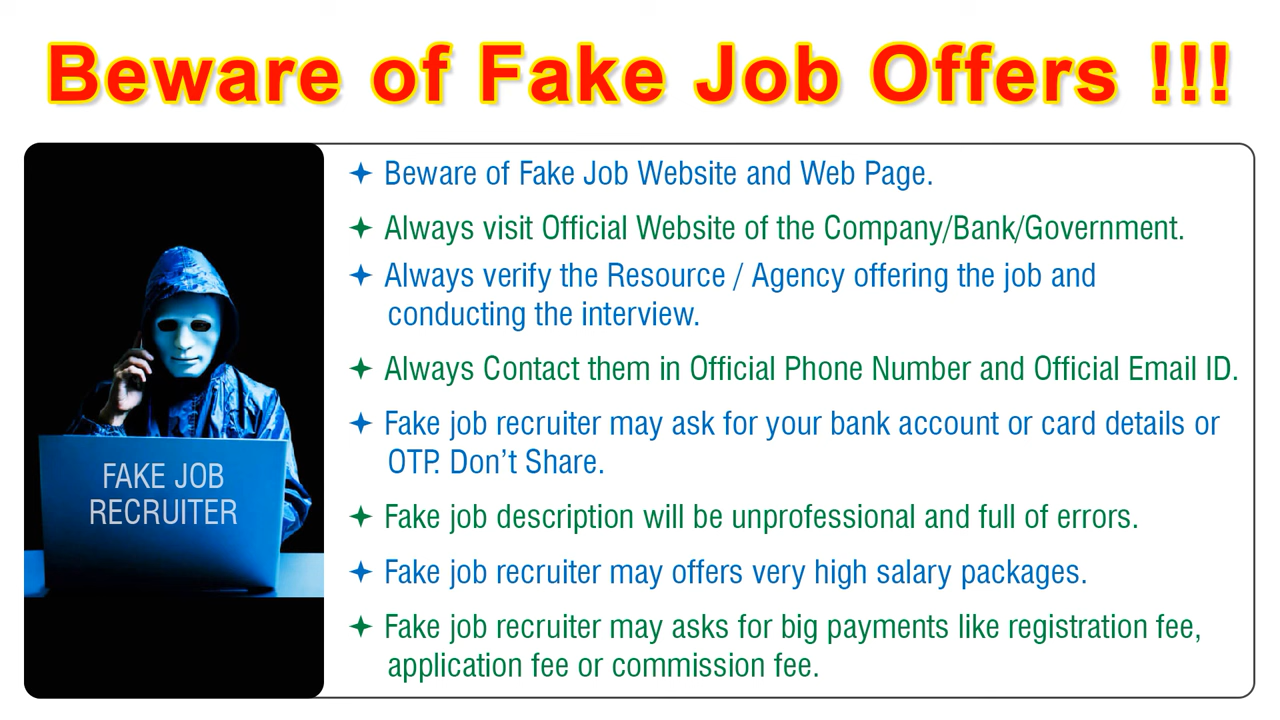 Beware of Fake Job Offers !!!
FAKE JOB
RECRUITER
Beware of Fake Job Website and Web Page.
Always visit Official Website of the Company/Bank/Government.
Always verify the Resource / Agency offering the job and
conducting the interview.
Always Contact them in Official Phone Number and Official Email ID.
Fake job recruiter may ask for your bank account or card details or
OTP. Don't Share.
Fake job description will be unprofessional and full of errors.
Fake job recruiter may offers very high salary packages.
Fake job recruiter may asks for big payments like registration fee,
application fee or commission fee.